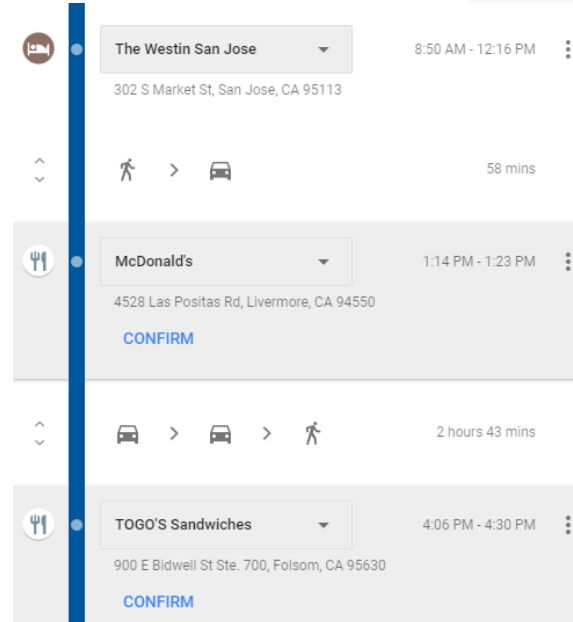 The Westin San Jose 8:50 AM - 12:16 PM
302 S Market St, San Jose, CA 95113
58 mins
McDonald's 1:14 PM - 1:23 PM
4528 Las Positas Rd, Livermore, CA 94550
CONFIRM
2 hours 43 mins
TOGO'S Sandwiches 4:06 PM - 4:30 PM
900 E Bidwell St Ste. 700, Folsom, CA 95630
CONFIRM